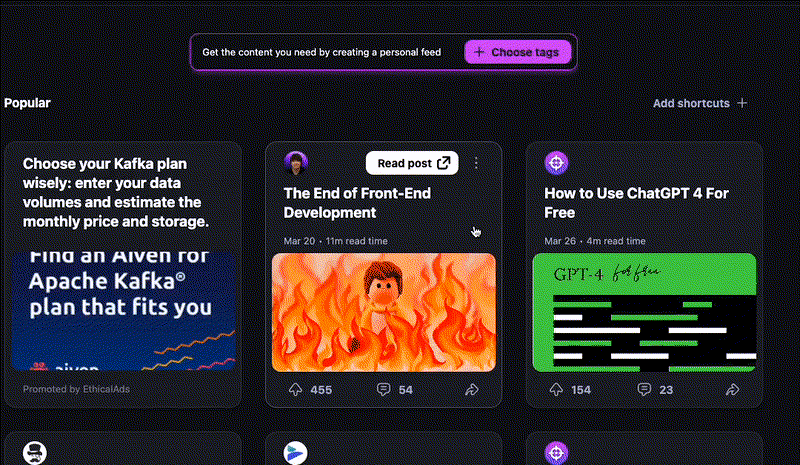 Get the content you need by creating a personal feed
Choose tags
Popular
Add shortcuts
Choose your Kafka plan
wisely: enter your data
volumes and estimate the
monthly price and storage.
Find an Aiven for
Apache Kafka®
plan that fits you
aiven
Promoted by EthicalAds
Read post
The End of Front-End
Development
Mar 20 • 11m read time
455
54
How to Use ChatGPT 4 For
Free
Mar 26 • 4m read time
GPT-4 for free
154
23